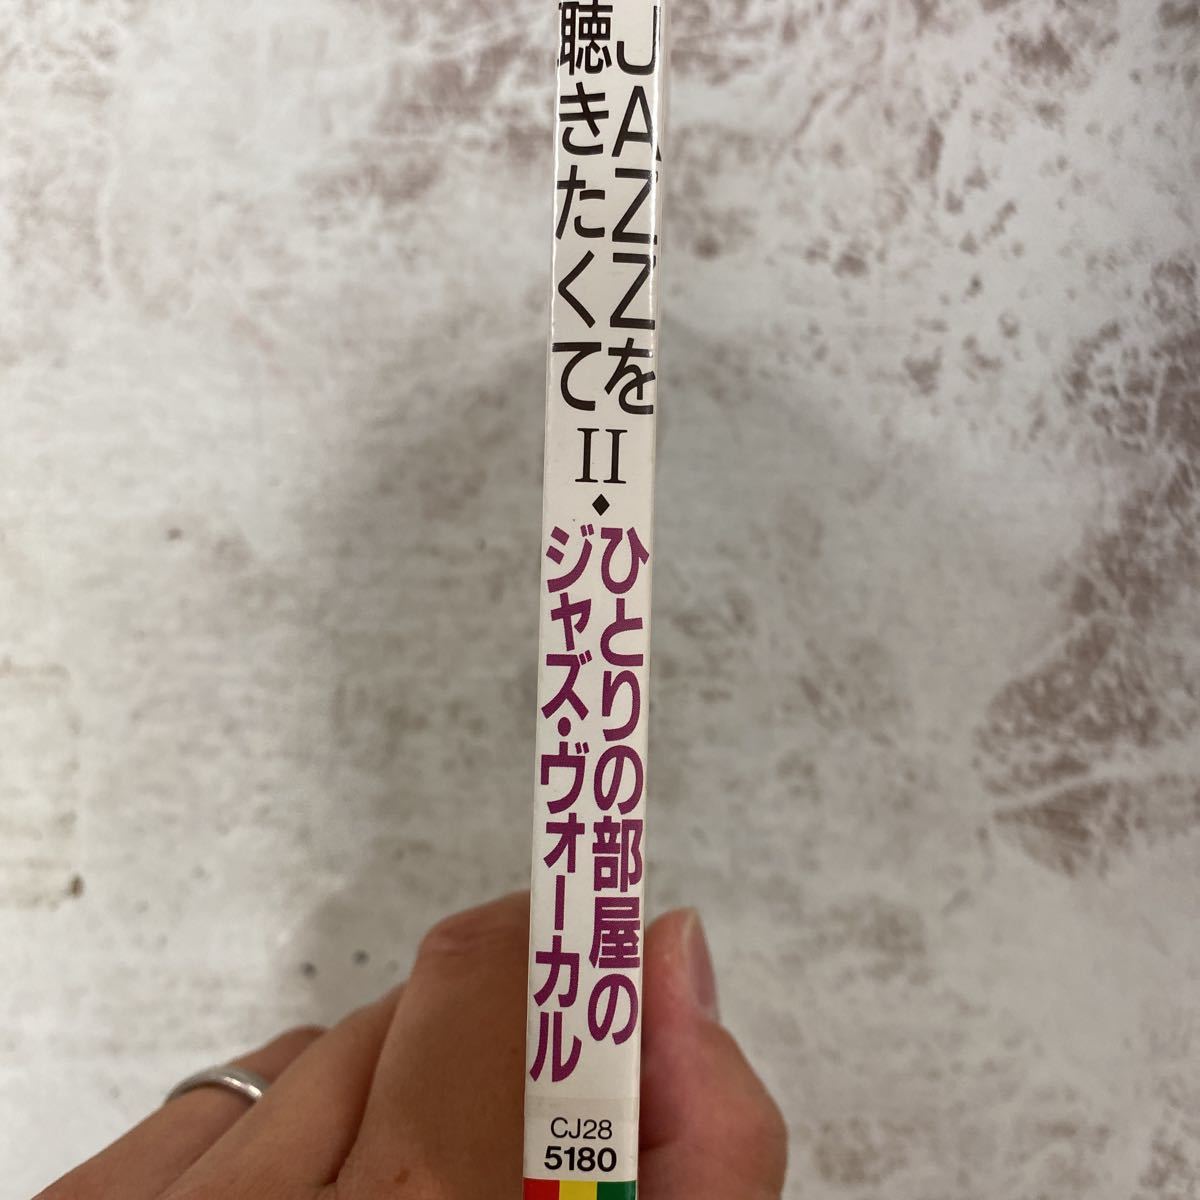 JAZZを
聴きたくて
II◆
ひとりの部屋の
ジャズ・ヴォーカル
CJ28
5180